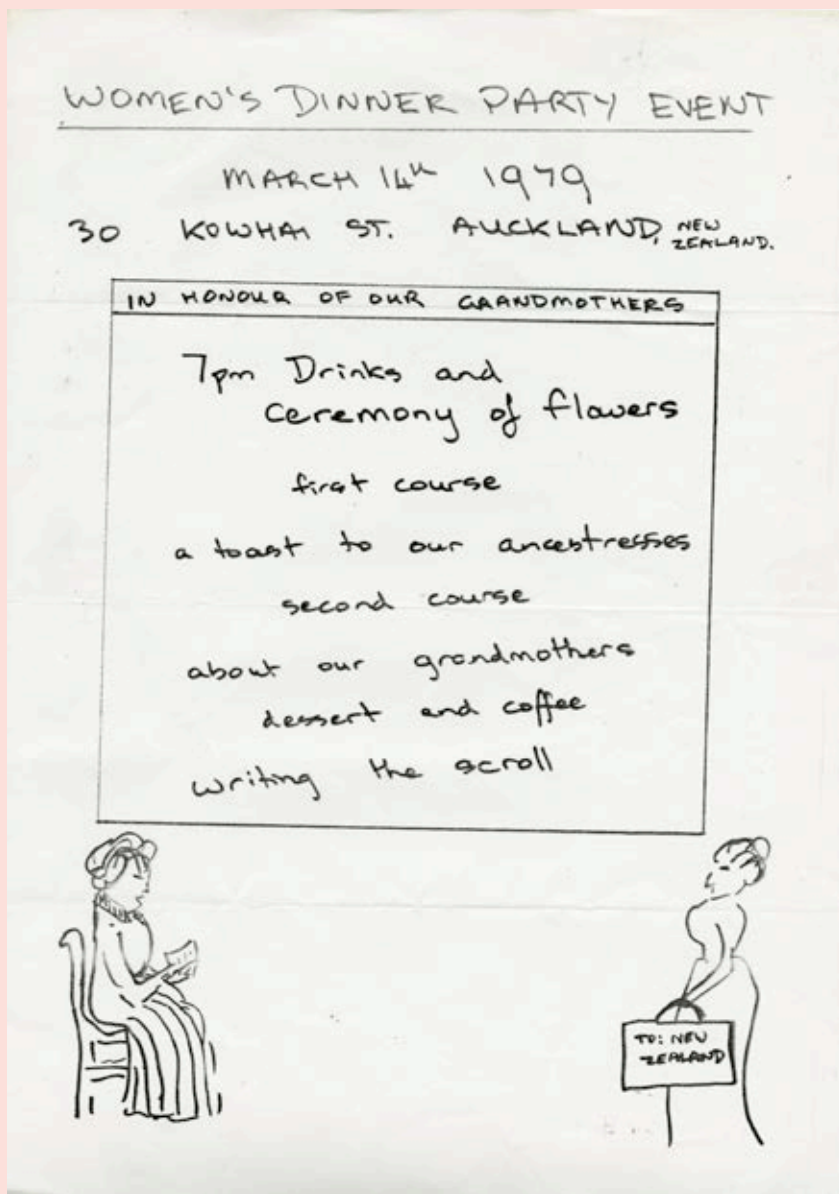 WOMEN'S DINNER PARTY EVENT
MARCH 14th 1979
30 KOWHAI ST. AUCKLAND, NEW
ZEALAND.
IN HONOUR OF OUR GRANDMOTHERS
7pm Drinks and
ceremony of flowers
first course
a toast to our ancestresses
second course
about our grandmothers
dessert and coffee
writing the scroll
TO: NEW
ZEALAND